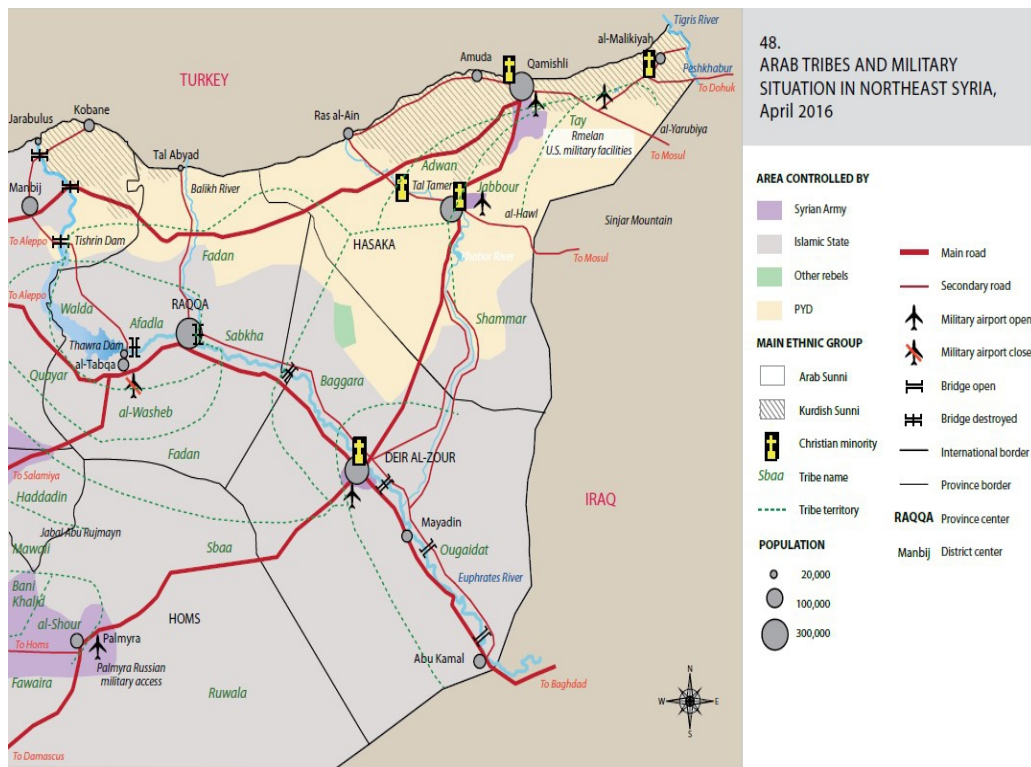 Tigris River
al-Malikiyah
Amuda
Qamishli
TURKEY
Peshkhabur
To Dohuk
Kobane
Jarabulus
Ras al-Ain
Tay
al-Yarubiya
Rmelan
U.S. military facilities
To Mosul
Tal Abyad
Adwan
Manbij
Balikh River
Tal Tamer
Jabbour
al-Hawl
Sinjar Mountain
To Aleppo
Tishrin Dam
HASAKA
Fadan
Khabur River
To Mosul
To Aleppo
Walda
RAQQA
Afadla
Sabkha
Shammar
Thawra Dam
al-Tabqa
Quayar
Baggara
al-Washeb
Fadan
DEIR AL-ZOUR
To Salamiya
IRAQ
Haddadin
Jabal Abu Rujmayn
Mayadin
Sbaa
Mawali
Ougaidat
Bani
Khalid
Euphrates River
HOMS
al-Shour
Palmyra
To Homs
Abu Kamal
Palmyra Russian
military access
Fawaira
Ruwala
To Baghdad
To Damascus
N
W
E
S
48.
ARAB TRIBES AND MILITARY
SITUATION IN NORTHEAST SYRIA,
April 2016
AREA CONTROLLED BY
Syrian Army
Islamic State
Other rebels
PYD
MAIN ETHNIC GROUP
Arab Sunni
Kurdish Sunni
Christian minority
Sbaa Tribe name
Tribe territory
POPULATION
20,000
100,000
300,000
Main road
Secondary road
Military airport open
Military airport close
Bridge open
Bridge destroyed
International border
Province border
RAQQA Province center
Manbij District center